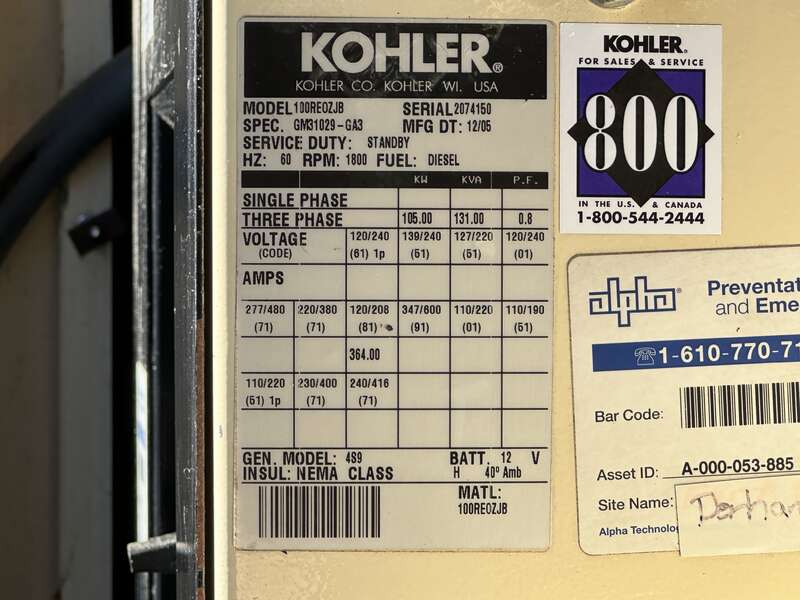 KOHLER®
KOHLER CO. KOHLER WI. USA
MODEL 100REOZJB SERIAL 2074150
SPEC. GM31029-GA3 MFG DT: 12/05
SERVICE DUTY: STANDBY
HZ: 60 RPM: 1800 FUEL: DIESEL
KW KVA P.F.
SINGLE PHASE
THREE PHASE 105.00 131.00 0.8
VOLTAGE 120/240 139/240 127/220 120/240
(CODE) (61) 1p (51) (51) (01)
AMPS
277/480 220/380 120/208 347/600 110/220 110/190
(71) (71) (81) (91) (01) (51)
364.00
110/220 230/400 240/416
(61) 1p (71) (71)
GEN. MODEL: 4S9 BATT. 12 V
INSUL: NEMA CLASS H 40° Amb
MATL:
100REOZJB
KOHLER®
FOR SALES & SERVICE
800
IN THE U.S. & CANADA
1-800-544-2444
alpha®
and
1-610-770-71
Bar Code:
Asset ID: A-000-053-885
Site Name:
Alpha